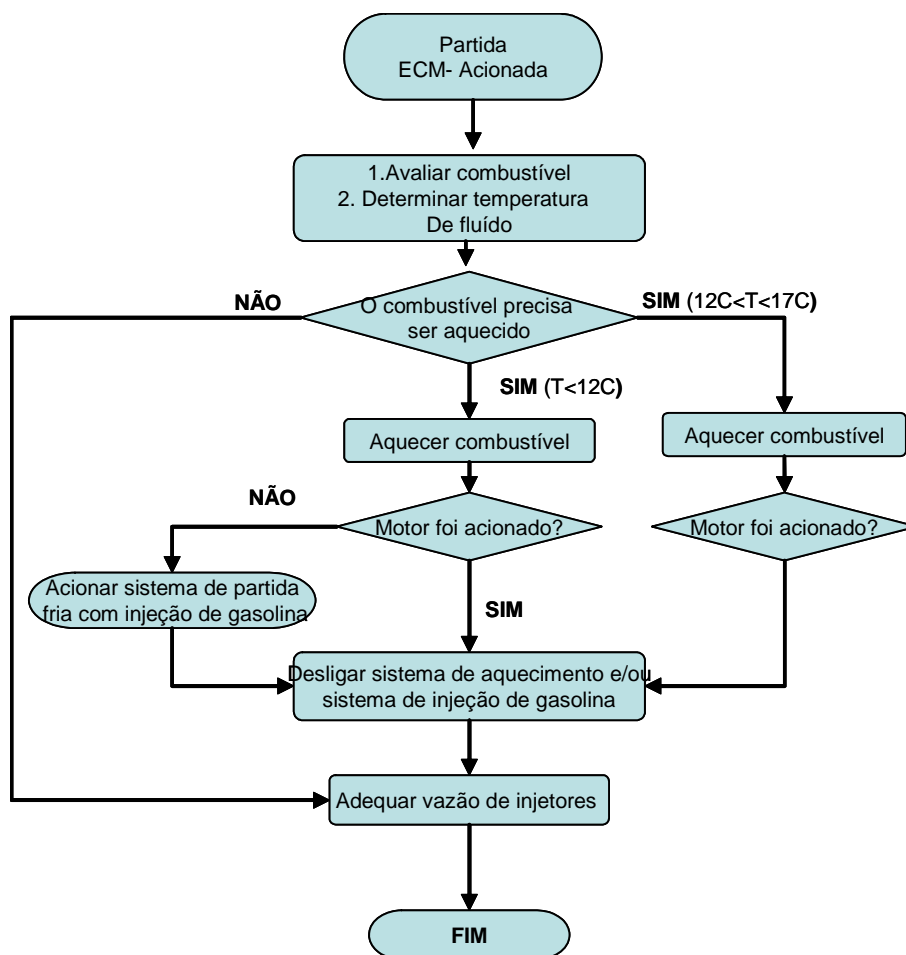 Partida
ECM- Acionada
1.Avaliar combustível
2. Determinar temperatura
De fluído
NÃO
O combustível precisa
ser aquecido
SIM (12C<T<17C)
SIM (T<12C)
Aquecer combustível
Aquecer combustível
NÃO
Motor foi acionado?
Motor foi acionado?
Acionar sistema de partida
fria com injeção de gasolina
SIM
Desligar sistema de aquecimento e/ou
sistema de injeção de gasolina
Adequar vazão de injetores
FIM